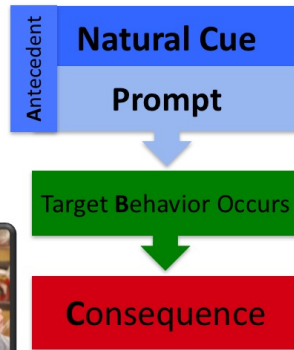 Antecedent
Natural Cue
Prompt
Target Behavior Occurs
Consequence